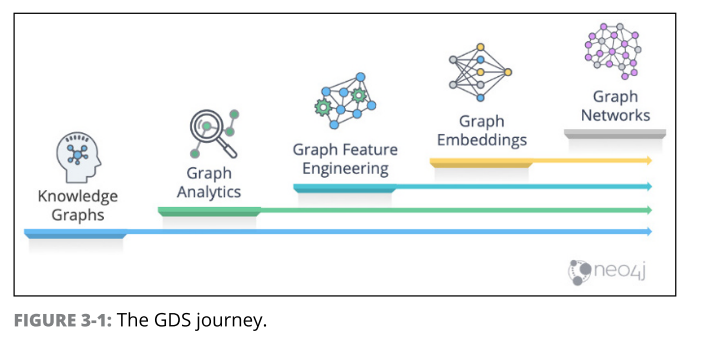 Knowledge
Graphs
Graph
Analytics
Graph Feature
Engineering
Graph
Embeddings
Graph
Networks
neo4j
FIGURE 3-1: The GDS journey.